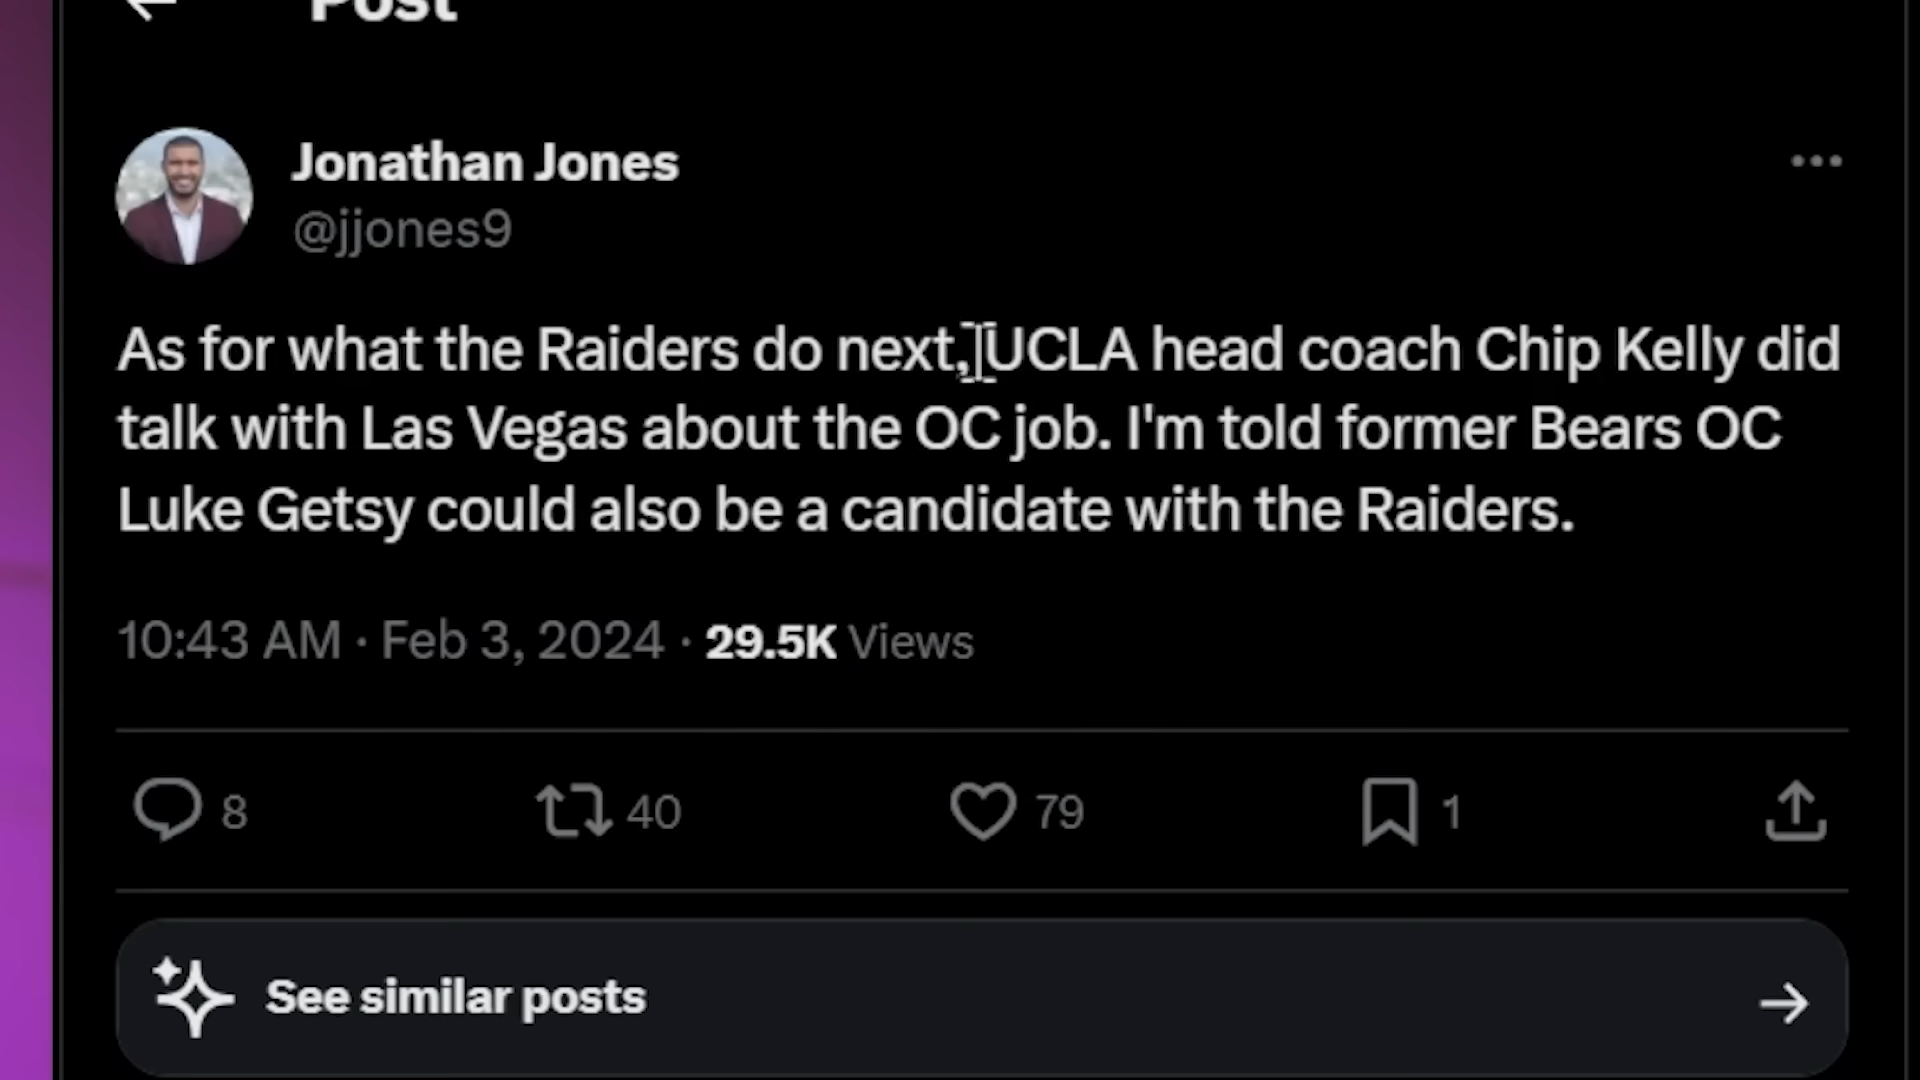 Post
Jonathan Jones
@jjones9
As for what the Raiders do next, UCLA head coach Chip Kelly did
talk with Las Vegas about the OC job. I'm told former Bears OC
Luke Getsy could also be a candidate with the Raiders.
10:43 AM · Feb 3, 2024 · 29.5K Views
8 40 79 1
See similar posts